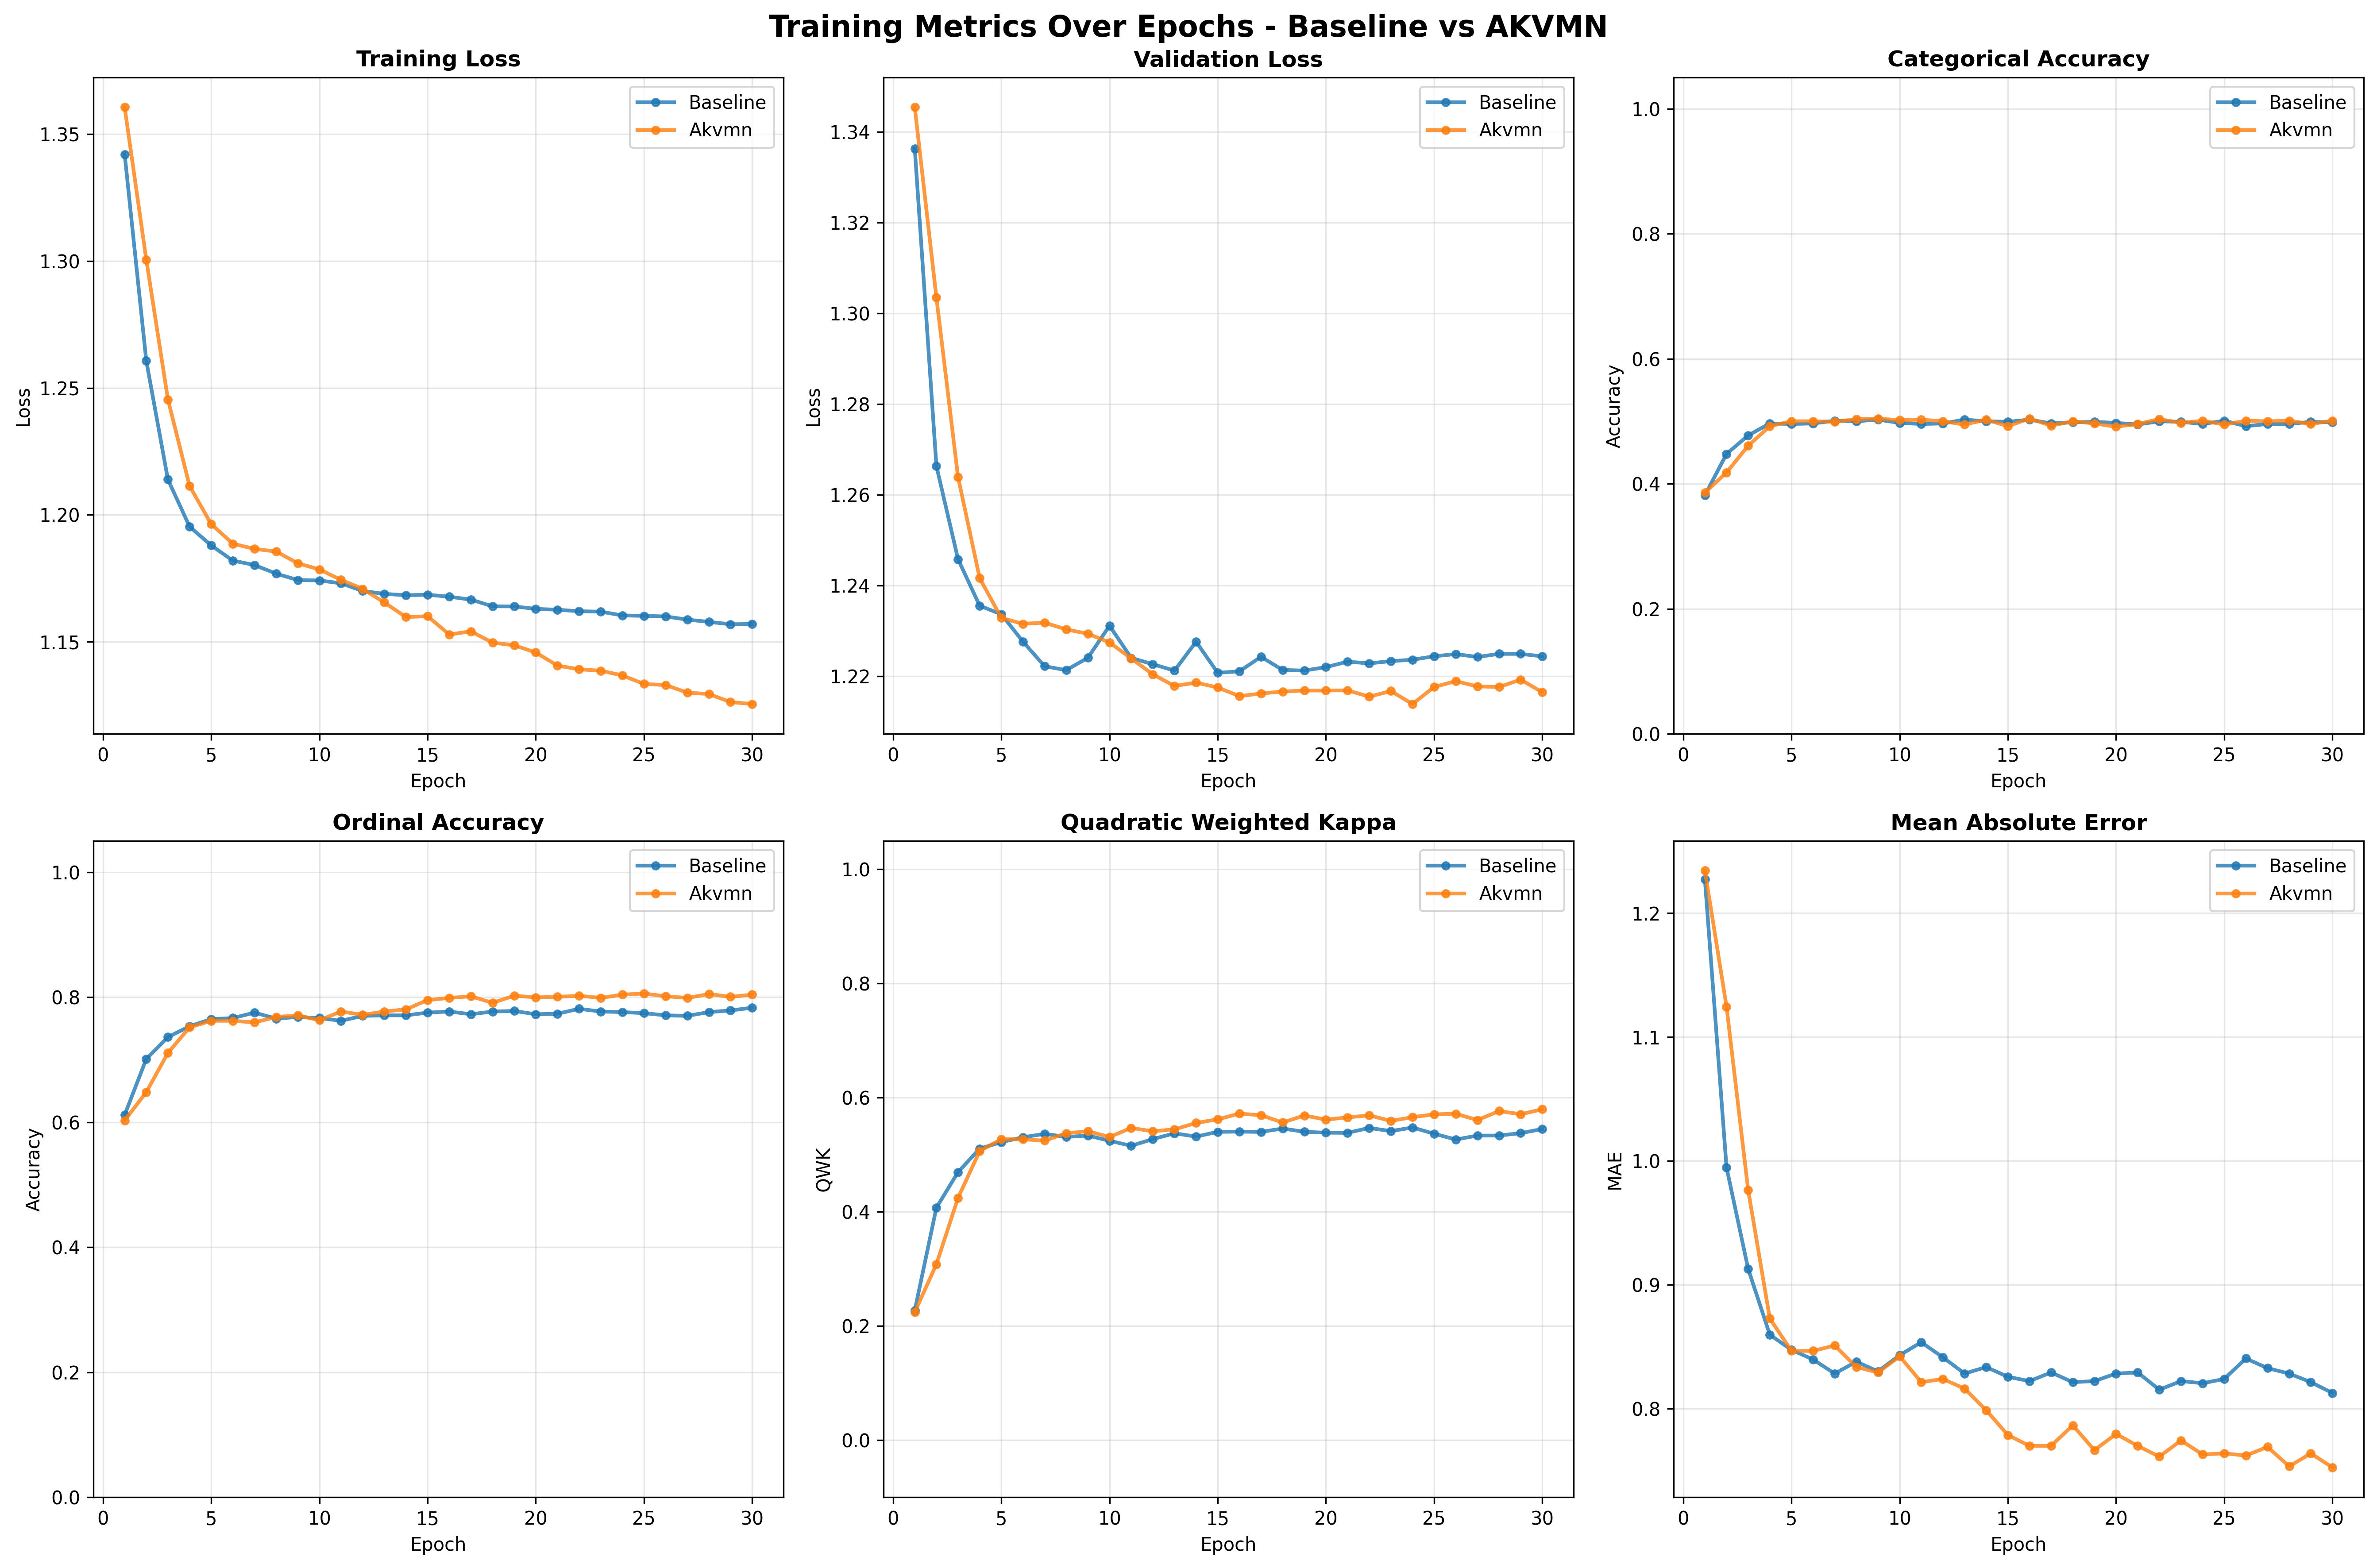 Training Metrics Over Epochs - Baseline vs AKVMN
Training Loss
Loss
1.35
1.30
1.25
1.20
1.15
0 5 10 15 20 25 30
Epoch
Baseline
Akvmn
Validation Loss
Loss
1.34
1.32
1.30
1.28
1.26
1.24
1.22
0 5 10 15 20 25 30
Epoch
Baseline
Akvmn
Categorical Accuracy
Accuracy
1.0
0.8
0.6
0.4
0.2
0.0
0 5 10 15 20 25 30
Epoch
Baseline
Akvmn
Ordinal Accuracy
Accuracy
1.0
0.8
0.6
0.4
0.2
0.0
0 5 10 15 20 25 30
Epoch
Baseline
Akvmn
Quadratic Weighted Kappa
QWK
1.0
0.8
0.6
0.4
0.2
0.0
0 5 10 15 20 25 30
Epoch
Baseline
Akvmn
Mean Absolute Error
MAE
1.2
1.1
1.0
0.9
0.8
0 5 10 15 20 25 30
Epoch
Baseline
Akvmn